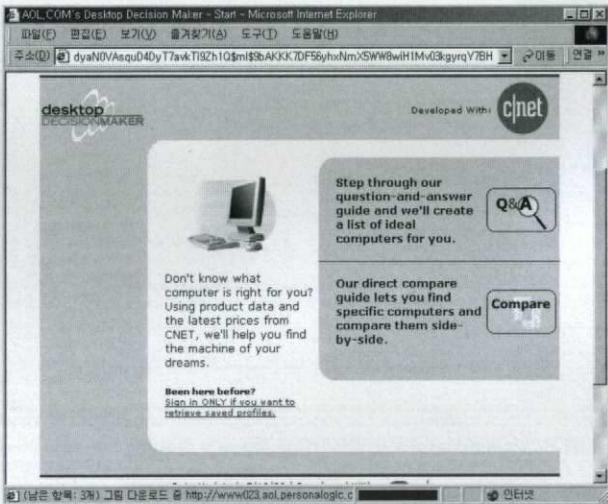 AOL.COM's Desktop Decision Maker - Start - Microsoft Internet Explorer
파일(F) 편집(E) 보기(V) 즐겨찾기(A) 도구(T) 도움말(H)
주소(D) dyaN0VAsquD4DyT7avkTl9Zh1Q$ml$9bAKKK7DF56yhxNmX5WW8wiH1Mv03kgyrqY7BH 이동 연결 »
desktop
DECISIONMAKER
Developed With:
c|net
Step through our
question-and-answer
guide and we'll create
a list of ideal
computers for you.
Q&A
Don't know what
computer is right for you?
Using product data and
the latest prices from
CNET, we'll help you find
the machine of your
dreams.
Our direct compare
guide lets you find
specific computers and
compare them side-
by-side.
Compare
Been here before?
Sign in ONLY if you want to
retrieve saved profiles.
(남은 항목: 3개) 그림 다운로드 중 http://www023.aol.personalogic.c
인터넷